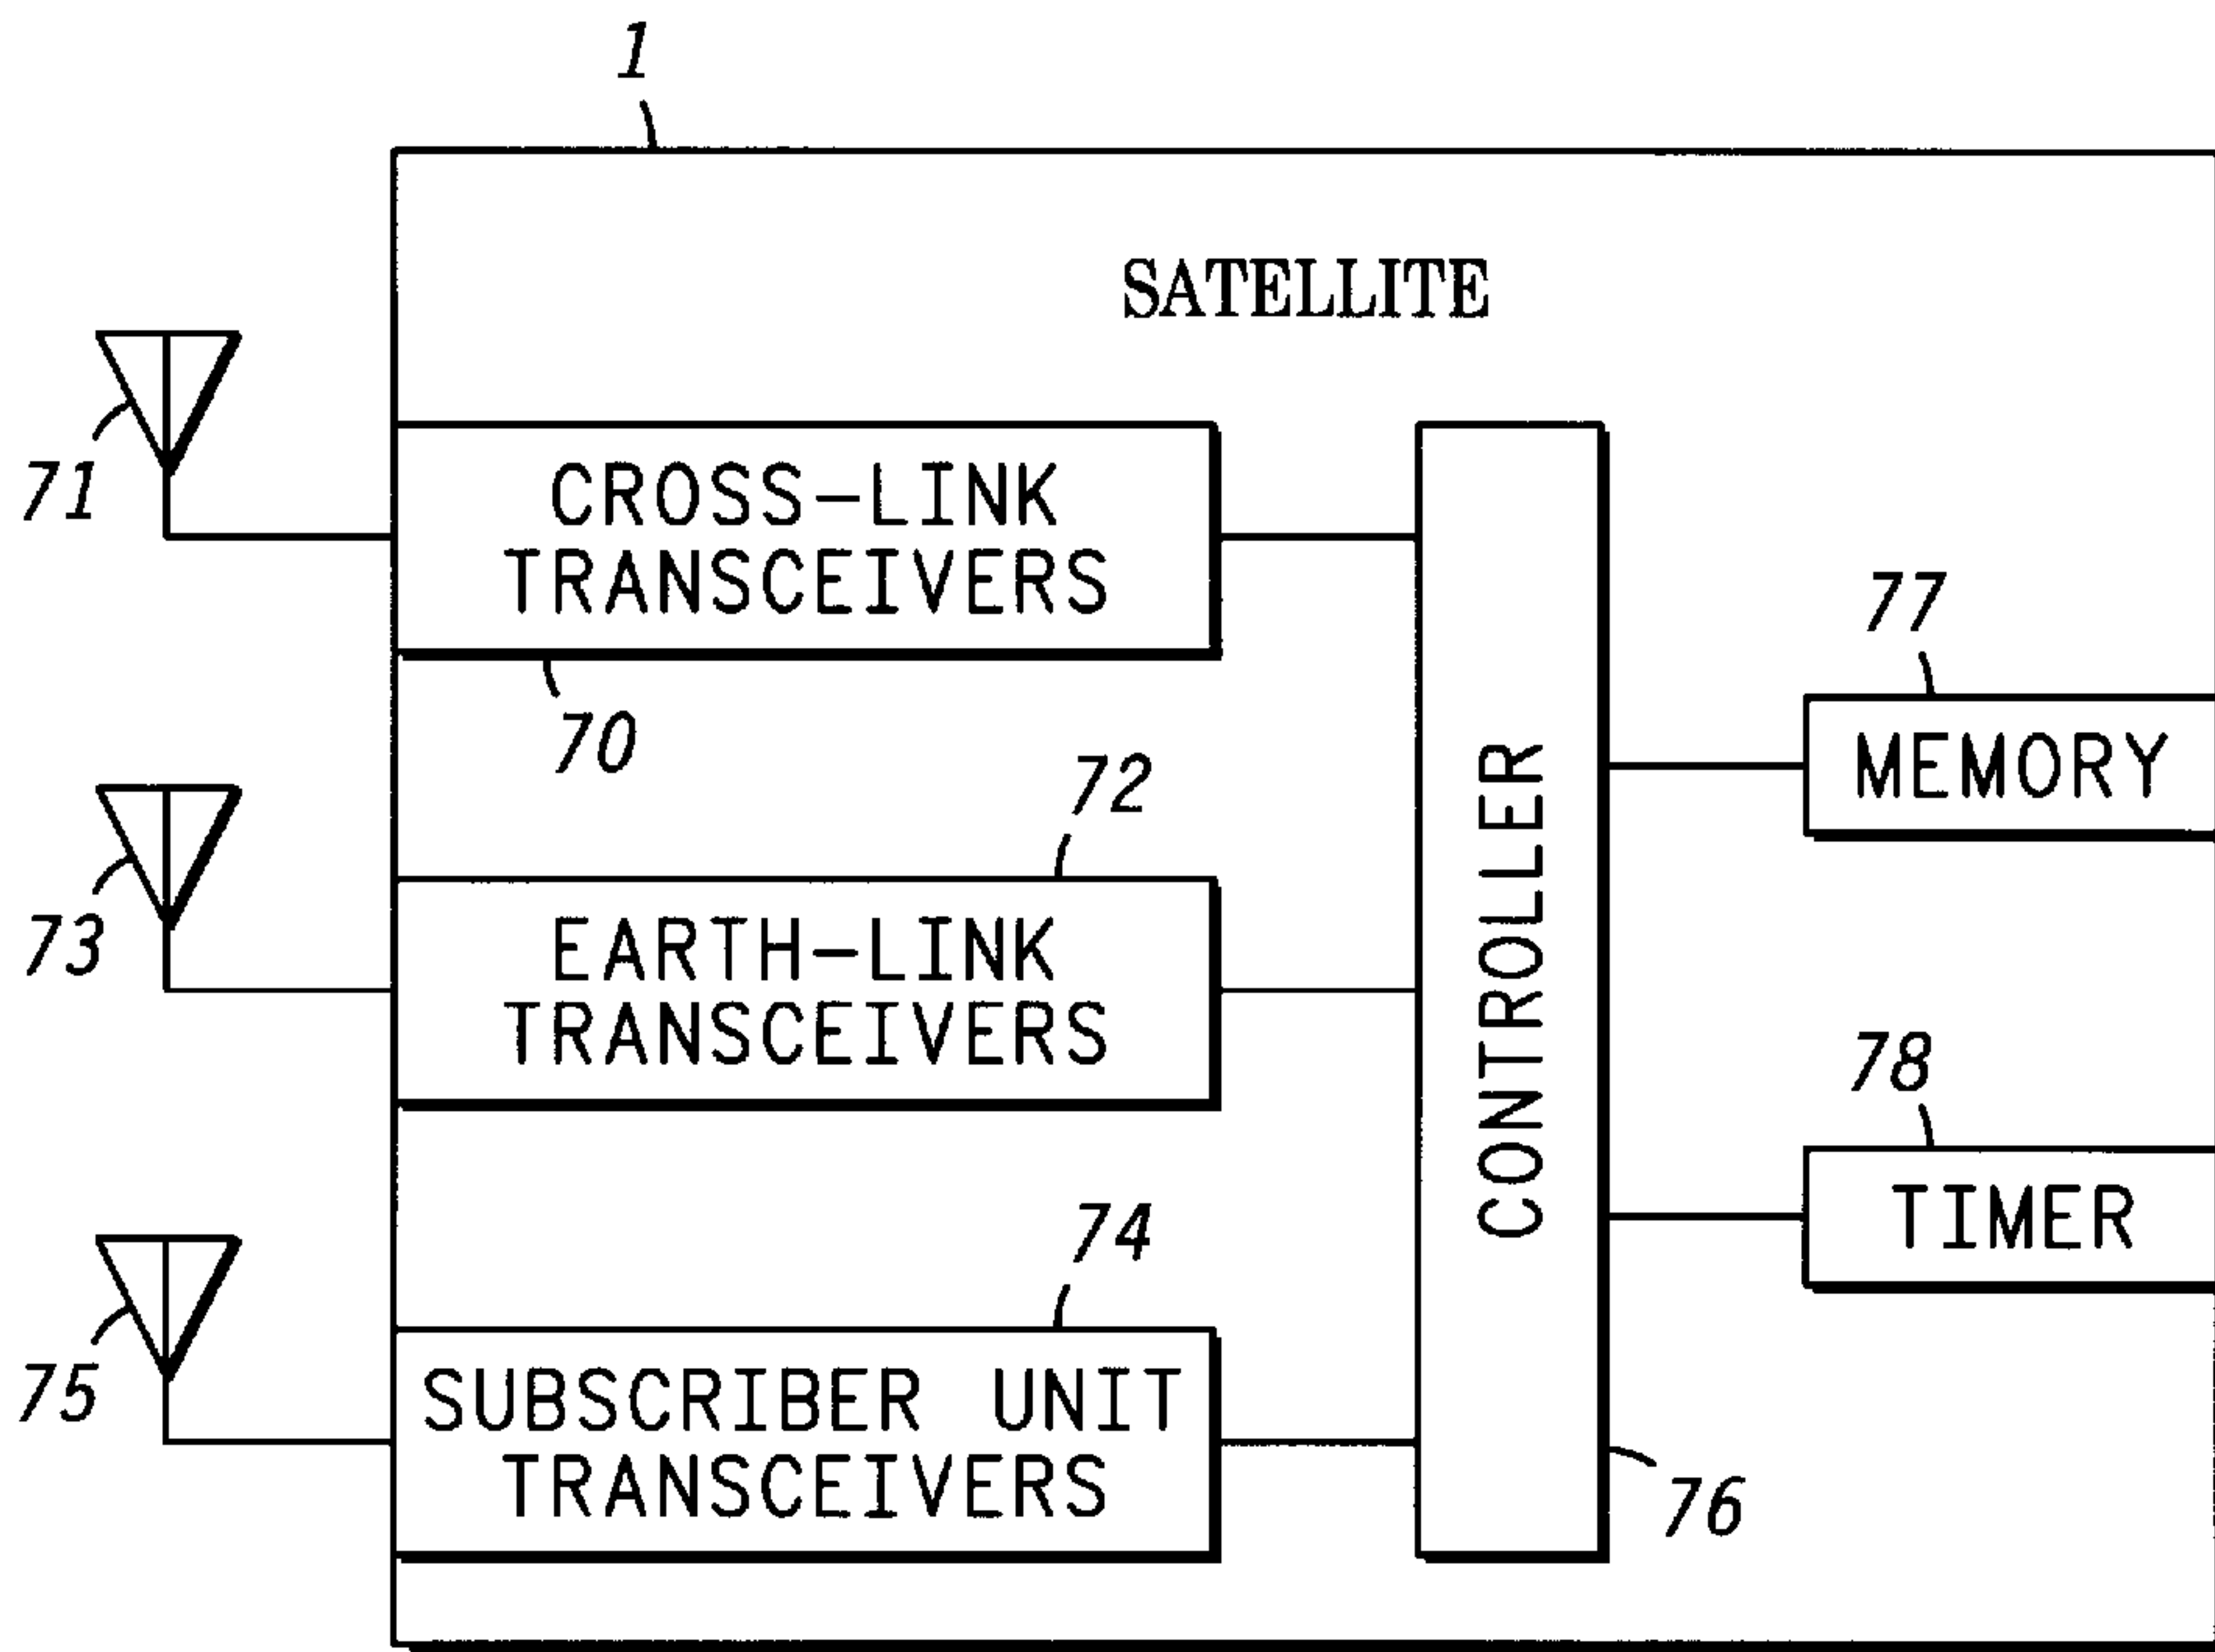 1
SATELLITE
71
CROSS-LINK
TRANSCEIVERS
70
77
MEMORY
73
72
EARTH-LINK
TRANSCEIVERS
CONTROLLER
78
TIMER
75
74
SUBSCRIBER UNIT
TRANSCEIVERS
76